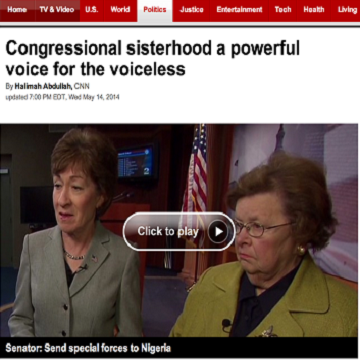 Home TV & Video U.S. World Politics Justice Entertainment Tech Health Living
Congressional sisterhood a powerful
voice for the voiceless
By Halimah Abdullah, CNN
updated 7:00 PM EDT, Wed May 14, 2014
Click to play
Senator: Send special forces to Nigeria